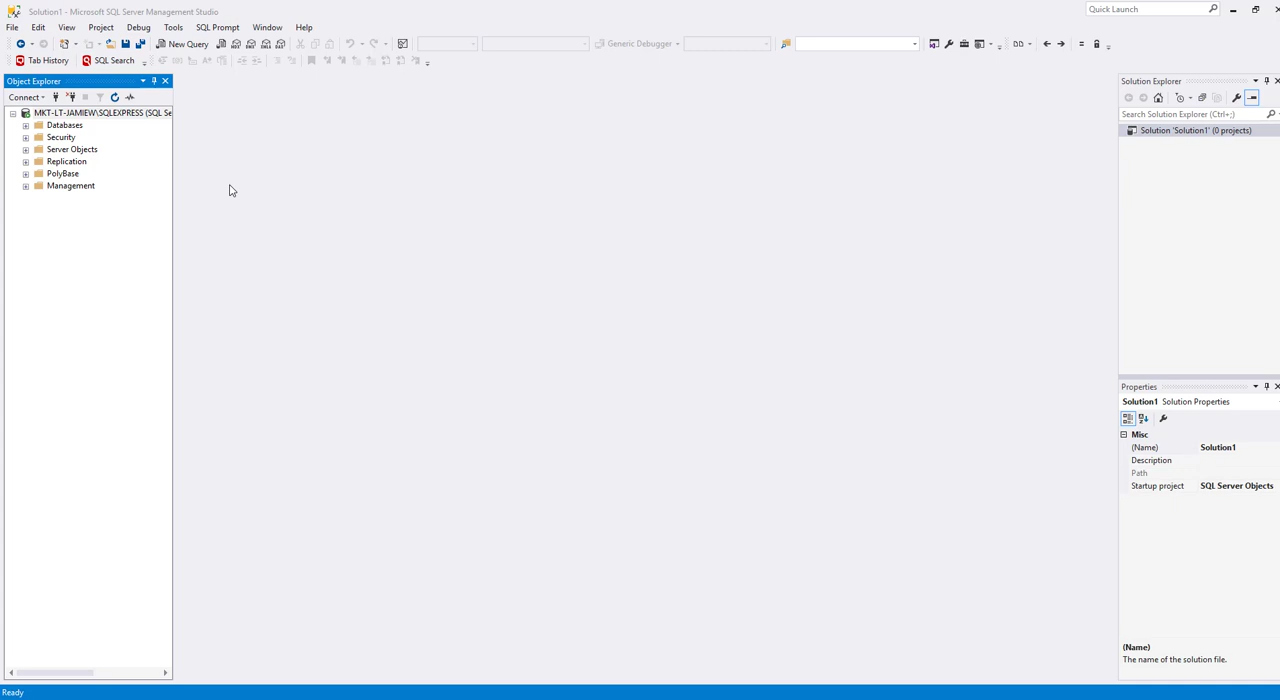 Solution1 - Microsoft SQL Server Management Studio
Quick Launch
File Edit View Project Debug Tools SQL Prompt Window Help
New Query
Generic Debugger
Tab History SQL Search
Object Explorer
Connect
MKT-LT-JAMIEW\SQLEXPRESS (SQL Se
Databases
Security
Server Objects
Replication
PolyBase
Management
Solution Explorer
Search Solution Explorer (Ctrl+;)
Solution 'Solution1' (0 projects)
Properties
Solution1 Solution Properties
Misc
(Name) Solution1
Description
Path
Startup project SQL Server Objects
(Name)
The name of the solution file.
Ready